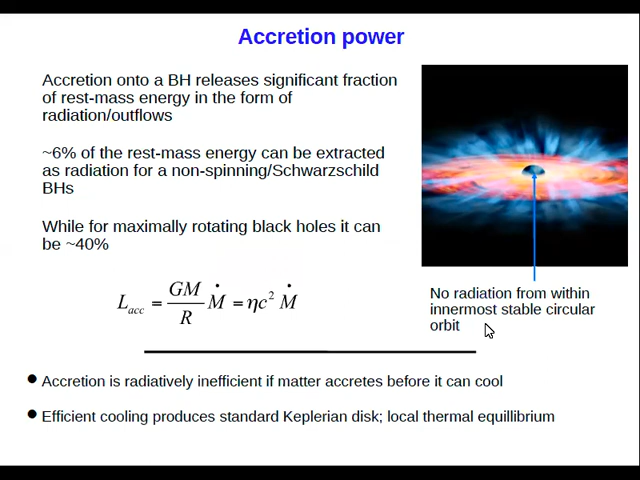 Accretion power
Accretion onto a BH releases significant fraction
of rest-mass energy in the form of
radiation/outflows
~6% of the rest-mass energy can be extracted
as radiation for a non-spinning/Schwarzschild
BHs
While for maximally rotating black holes it can
be ~40%
L_acc = GM/R Ṁ = ηc² Ṁ
No radiation from within
innermost stable circular
orbit
● Accretion is radiatively inefficient if matter accretes before it can cool
● Efficient cooling produces standard Keplerian disk; local thermal equillibrium